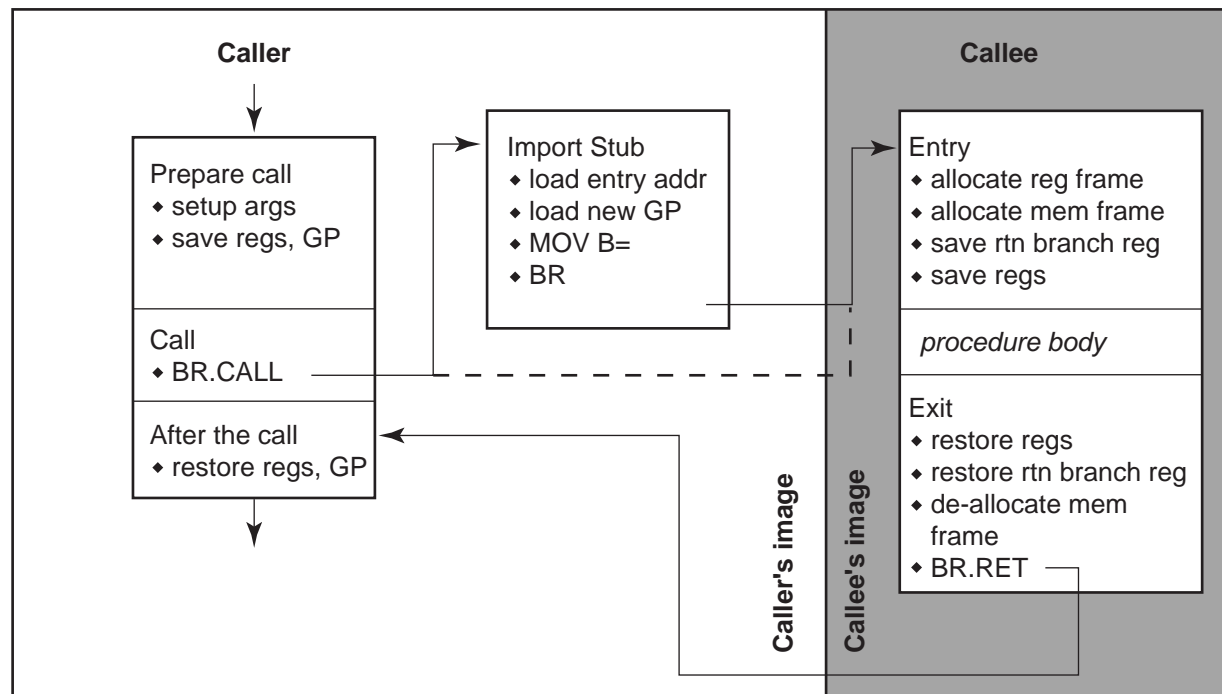 Caller
Prepare call
◆ setup args
◆ save regs, GP
Call
◆ BR.CALL
After the call
◆ restore regs, GP
Import Stub
◆ load entry addr
◆ load new GP
◆ MOV B=
◆ BR
Caller's image
Callee's image
Callee
Entry
◆ allocate reg frame
◆ allocate mem frame
◆ save rtn branch reg
◆ save regs
procedure body
Exit
◆ restore regs
◆ restore rtn branch reg
◆ de-allocate mem
frame
◆ BR.RET